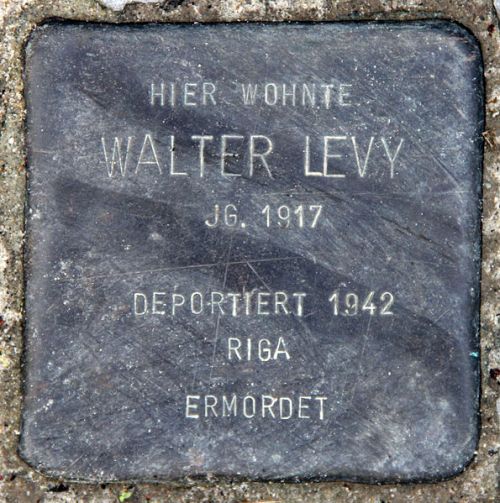 HIER WOHNTE
WALTER LEVY
JG. 1917
DEPORTIERT 1942
RIGA
ERMORDET